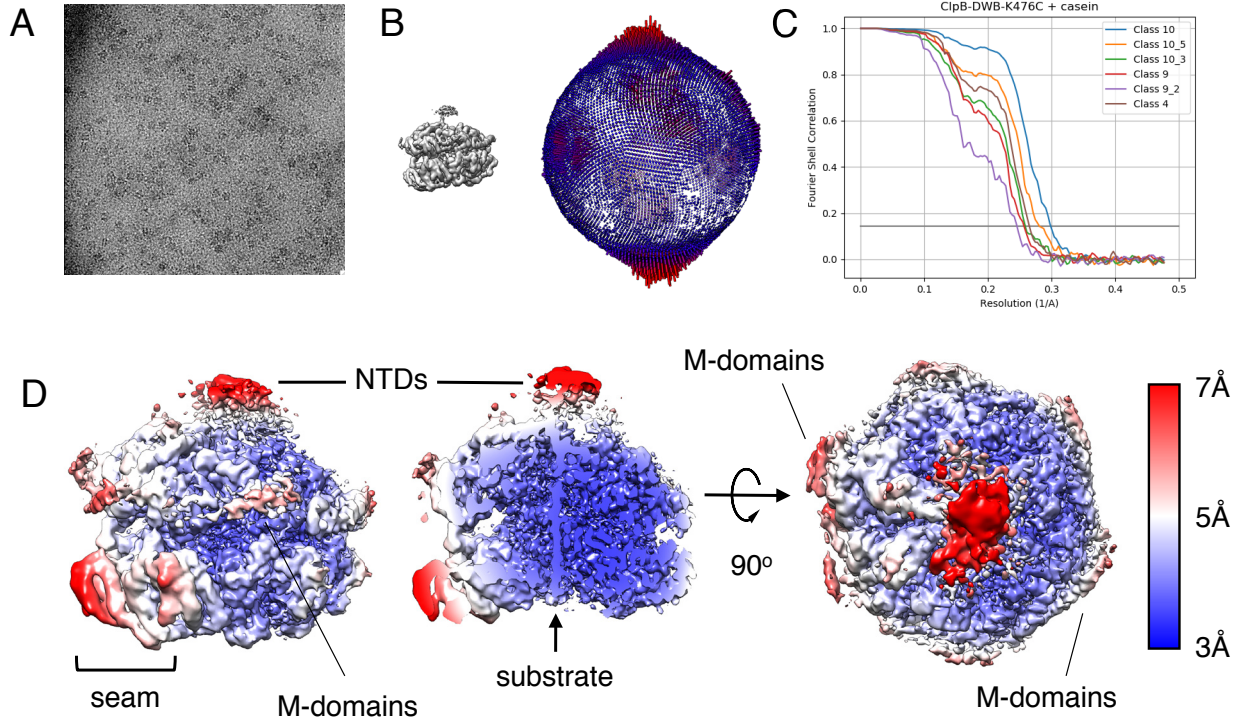 A
B
C
ClpB-DWB-K476C + casein
Class 10
Class 10_5
Class 10_3
Class 9
Class 9_2
Class 4
Fourier Shell Correlation
1.0
0.8
0.6
0.4
0.2
0.0
0.0 0.1 0.2 0.3 0.4 0.5
Resolution (1/A)
D
NTDs
M-domains
seam
M-domains
substrate
90º
M-domains
7Å
5Å
3Å